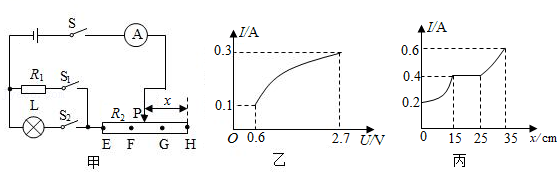 S
A
R₁ S₁
L S₂
R₂ P x
E F G H
甲
I/A
0.3
0.1
O 0.6 2.7 U/V
乙
I/A
0.6
0.4
0.2
0 15 25 35 x/cm
丙